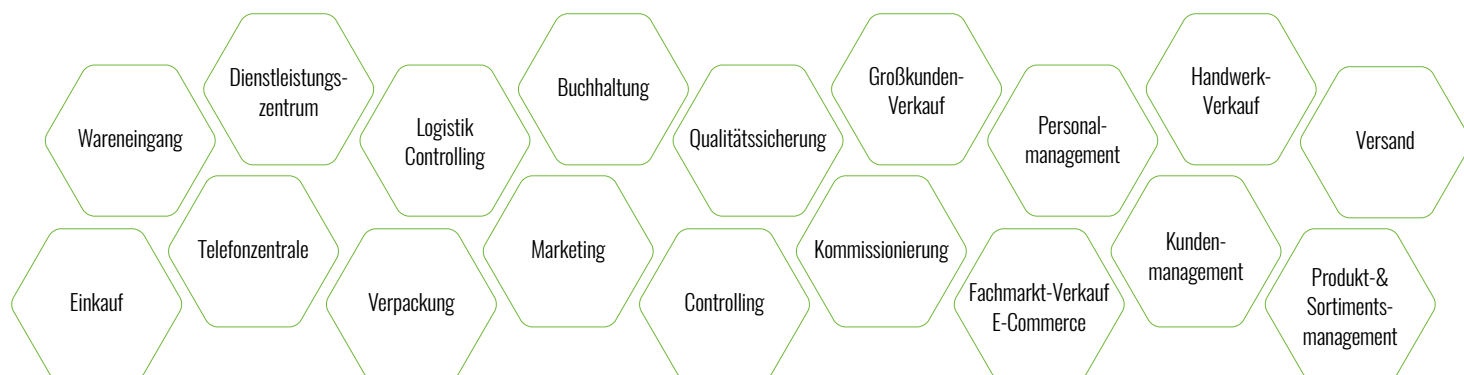 Wareneingang
Dienstleistungs-
zentrum
Logistik
Controlling
Buchhaltung
Qualitätssicherung
Großkunden-
Verkauf
Personal-
management
Handwerk-
Verkauf
Versand
Einkauf
Telefonzentrale
Verpackung
Marketing
Controlling
Kommissionierung
Fachmarkt-Verkauf
E-Commerce
Kunden-
management
Produkt-&
Sortiments-
management